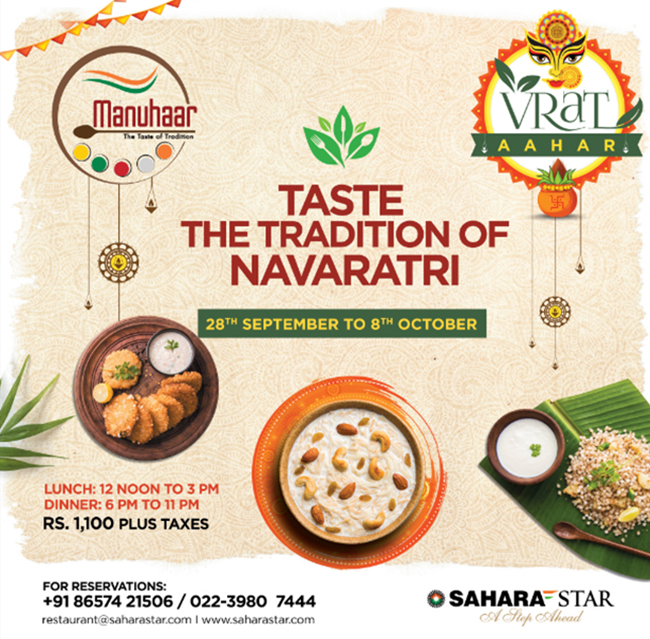 Manuhaar
The Taste of Tradition
VRaT
AAHAR
TASTE
THE TRADITION OF
NAVARATRI
28TH SEPTEMBER TO 8TH OCTOBER
LUNCH: 12 NOON TO 3 PM
DINNER: 6 PM TO 11 PM
RS. 1,100 PLUS TAXES
FOR RESERVATIONS:
+91 86574 21506 / 022-3980 7444
restaurant@saharastar.com | www.saharastar.com
SAHARA STAR
A Step Ahead